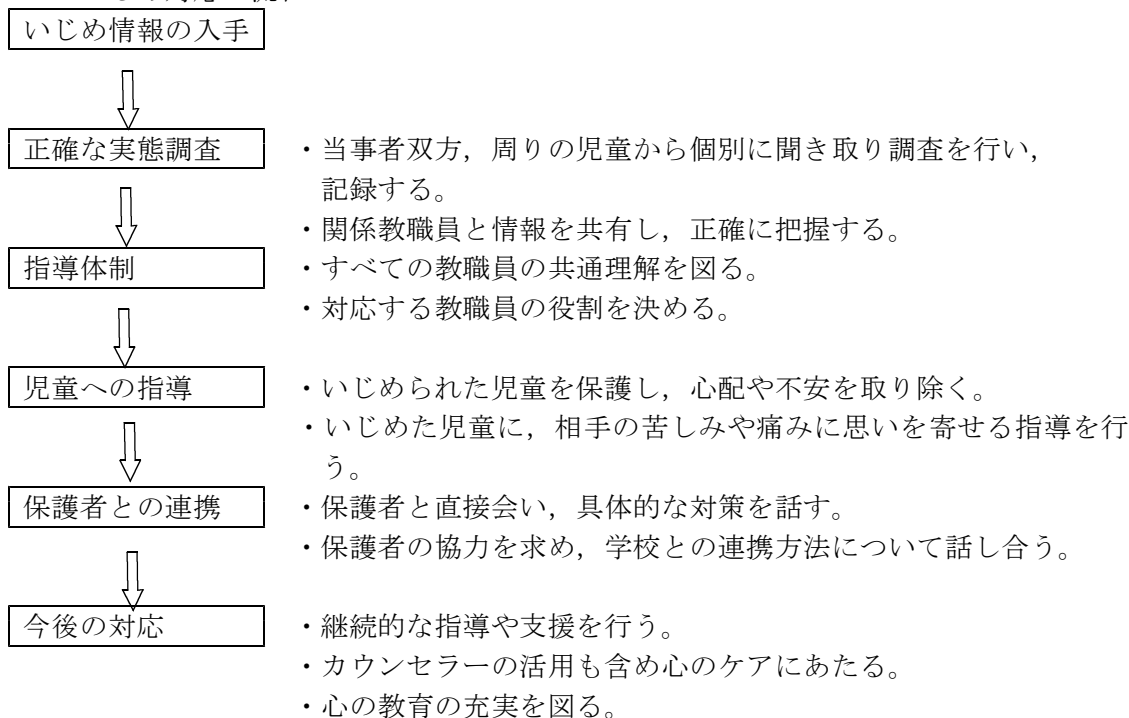 いじめ情報の入手
正確な実態調査
・当事者双方，周りの児童から個別に聞き取り調査を行い，
記録する。
・関係教職員と情報を共有し，正確に把握する。
指導体制
・すべての教職員の共通理解を図る。
・対応する教職員の役割を決める。
児童への指導
・いじめられた児童を保護し，心配や不安を取り除く。
・いじめた児童に，相手の苦しみや痛みに思いを寄せる指導を行
う。
保護者との連携
・保護者と直接会い，具体的な対策を話す。
・保護者の協力を求め，学校との連携方法について話し合う。
今後の対応
・継続的な指導や支援を行う。
・カウンセラーの活用も含め心のケアにあたる。
・心の教育の充実を図る。